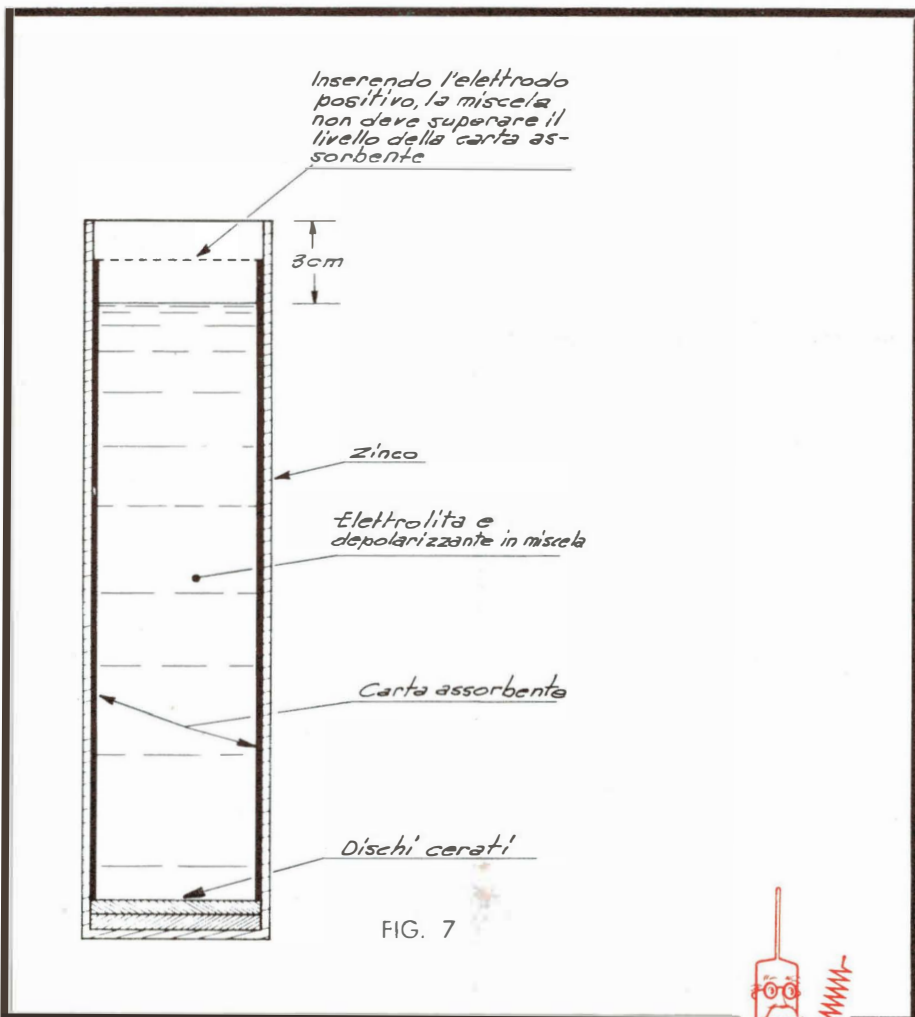 Inserendo l'elettrodo
positivo, la miscela
non deve superare il
livello della carta as-
sorbente
3cm
Zinco
Elettrolita e
depolarizzante in miscela
Carta assorbente
Dischi cerati
FIG. 7